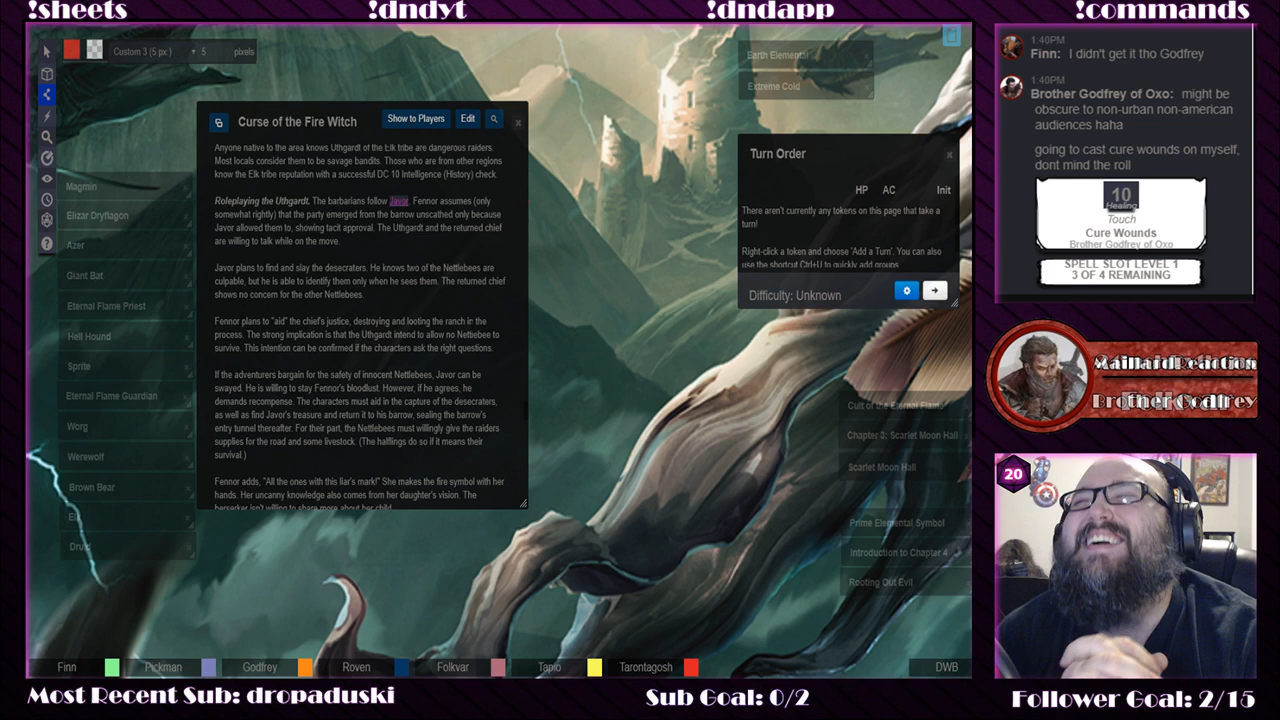 !sheets
!dndyt
!dndapp
!commands
Custom 3 (5 px )
5
pixels
Magmin
Elizar Dryflagon
Azer
Giant Bat
Eternal Flame Priest
Hell Hound
Sprite
Eternal Flame Guardian
Worg
Werewolf
Brown Bear
Elk
Druid
Curse of the Fire Witch
Show to Players
Edit
Anyone native to the area knows Uthgardt of the Elk tribe are dangerous raiders.
Most locals consider them to be savage bandits. Those who are from other regions
know the Elk tribe reputation with a successful DC 10 Intelligence (History) check.
Roleplaying the Uthgardt. The barbarians follow Javor. Fennor assumes (only
somewhat rightly) that the party emerged from the barrow unscathed only because
Javor allowed them to, showing tacit approval. The Uthgardt and the returned chief
are willing to talk while on the move.
Javor plans to find and slay the desecraters. He knows two of the Nettlebees are
culpable, but he is able to identify them only when he sees them. The returned chief
shows no concern for the other Nettlebees.
Fennor plans to "aid" the chief's justice, destroying and looting the ranch in the
process. The strong implication is that the Uthgardt intend to allow no Nettlebee to
survive. This intention can be confirmed if the characters ask the right questions.
If the adventurers bargain for the safety of innocent Nettlebees, Javor can be
swayed. He is willing to stay Fennor's bloodlust. However, if he agrees, he
demands recompense. The characters must aid in the capture of the desecraters,
as well as find Javor's treasure and return it to his barrow, sealing the barrow's
entry tunnel thereafter. For their part, the Nettlebees must willingly give the raiders
supplies for the road and some livestock. (The halflings do so if it means their
survival.)
Fennor adds, "All the ones with this liar's mark!" She makes the fire symbol with her
hands. Her uncanny knowledge also comes from her daughter's vision. The
berserker isn't willing to share more about her child.
Earth Elemental
Extreme Cold
Turn Order
HP AC Init
There aren't currently any tokens on this page that take a
turn!
Right-click a token and choose 'Add a Turn'. You can also
use the shortcut Ctrl+U to quickly add groups
Difficulty: Unknown
Cult of the Eternal Flame
Chapter 3: Scarlet Moon Hall
Scarlet Moon Hall
Prime Elemental Symbol
Introduction to Chapter 4
Rooting Out Evil
1:40PM
Finn: I didn't get it tho Godfrey
1:40PM
Brother Godfrey of Oxo: might be
obscure to non-urban non-american
audiences haha
going to cast cure wounds on myself,
dont mind the roll
10
Healing
Touch
Cure Wounds
Brother Godfrey of Oxo
SPELL SLOT LEVEL 1
3 OF 4 REMAINING
MaillardReaction
Brother Godfrey
20
Finn
Pickman
Godfrey
Roven
Folkvar
Tapio
Tarontagosh
DWB
Most Recent Sub: dropaduski
Sub Goal: 0/2
Follower Goal: 2/15